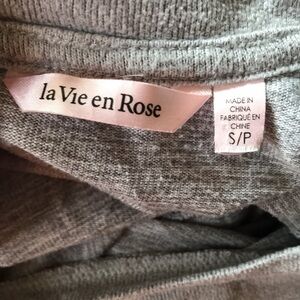 la Vie en Rose
MADE IN
CHINA
FABRIQUÉ EN
CHINE
S/P